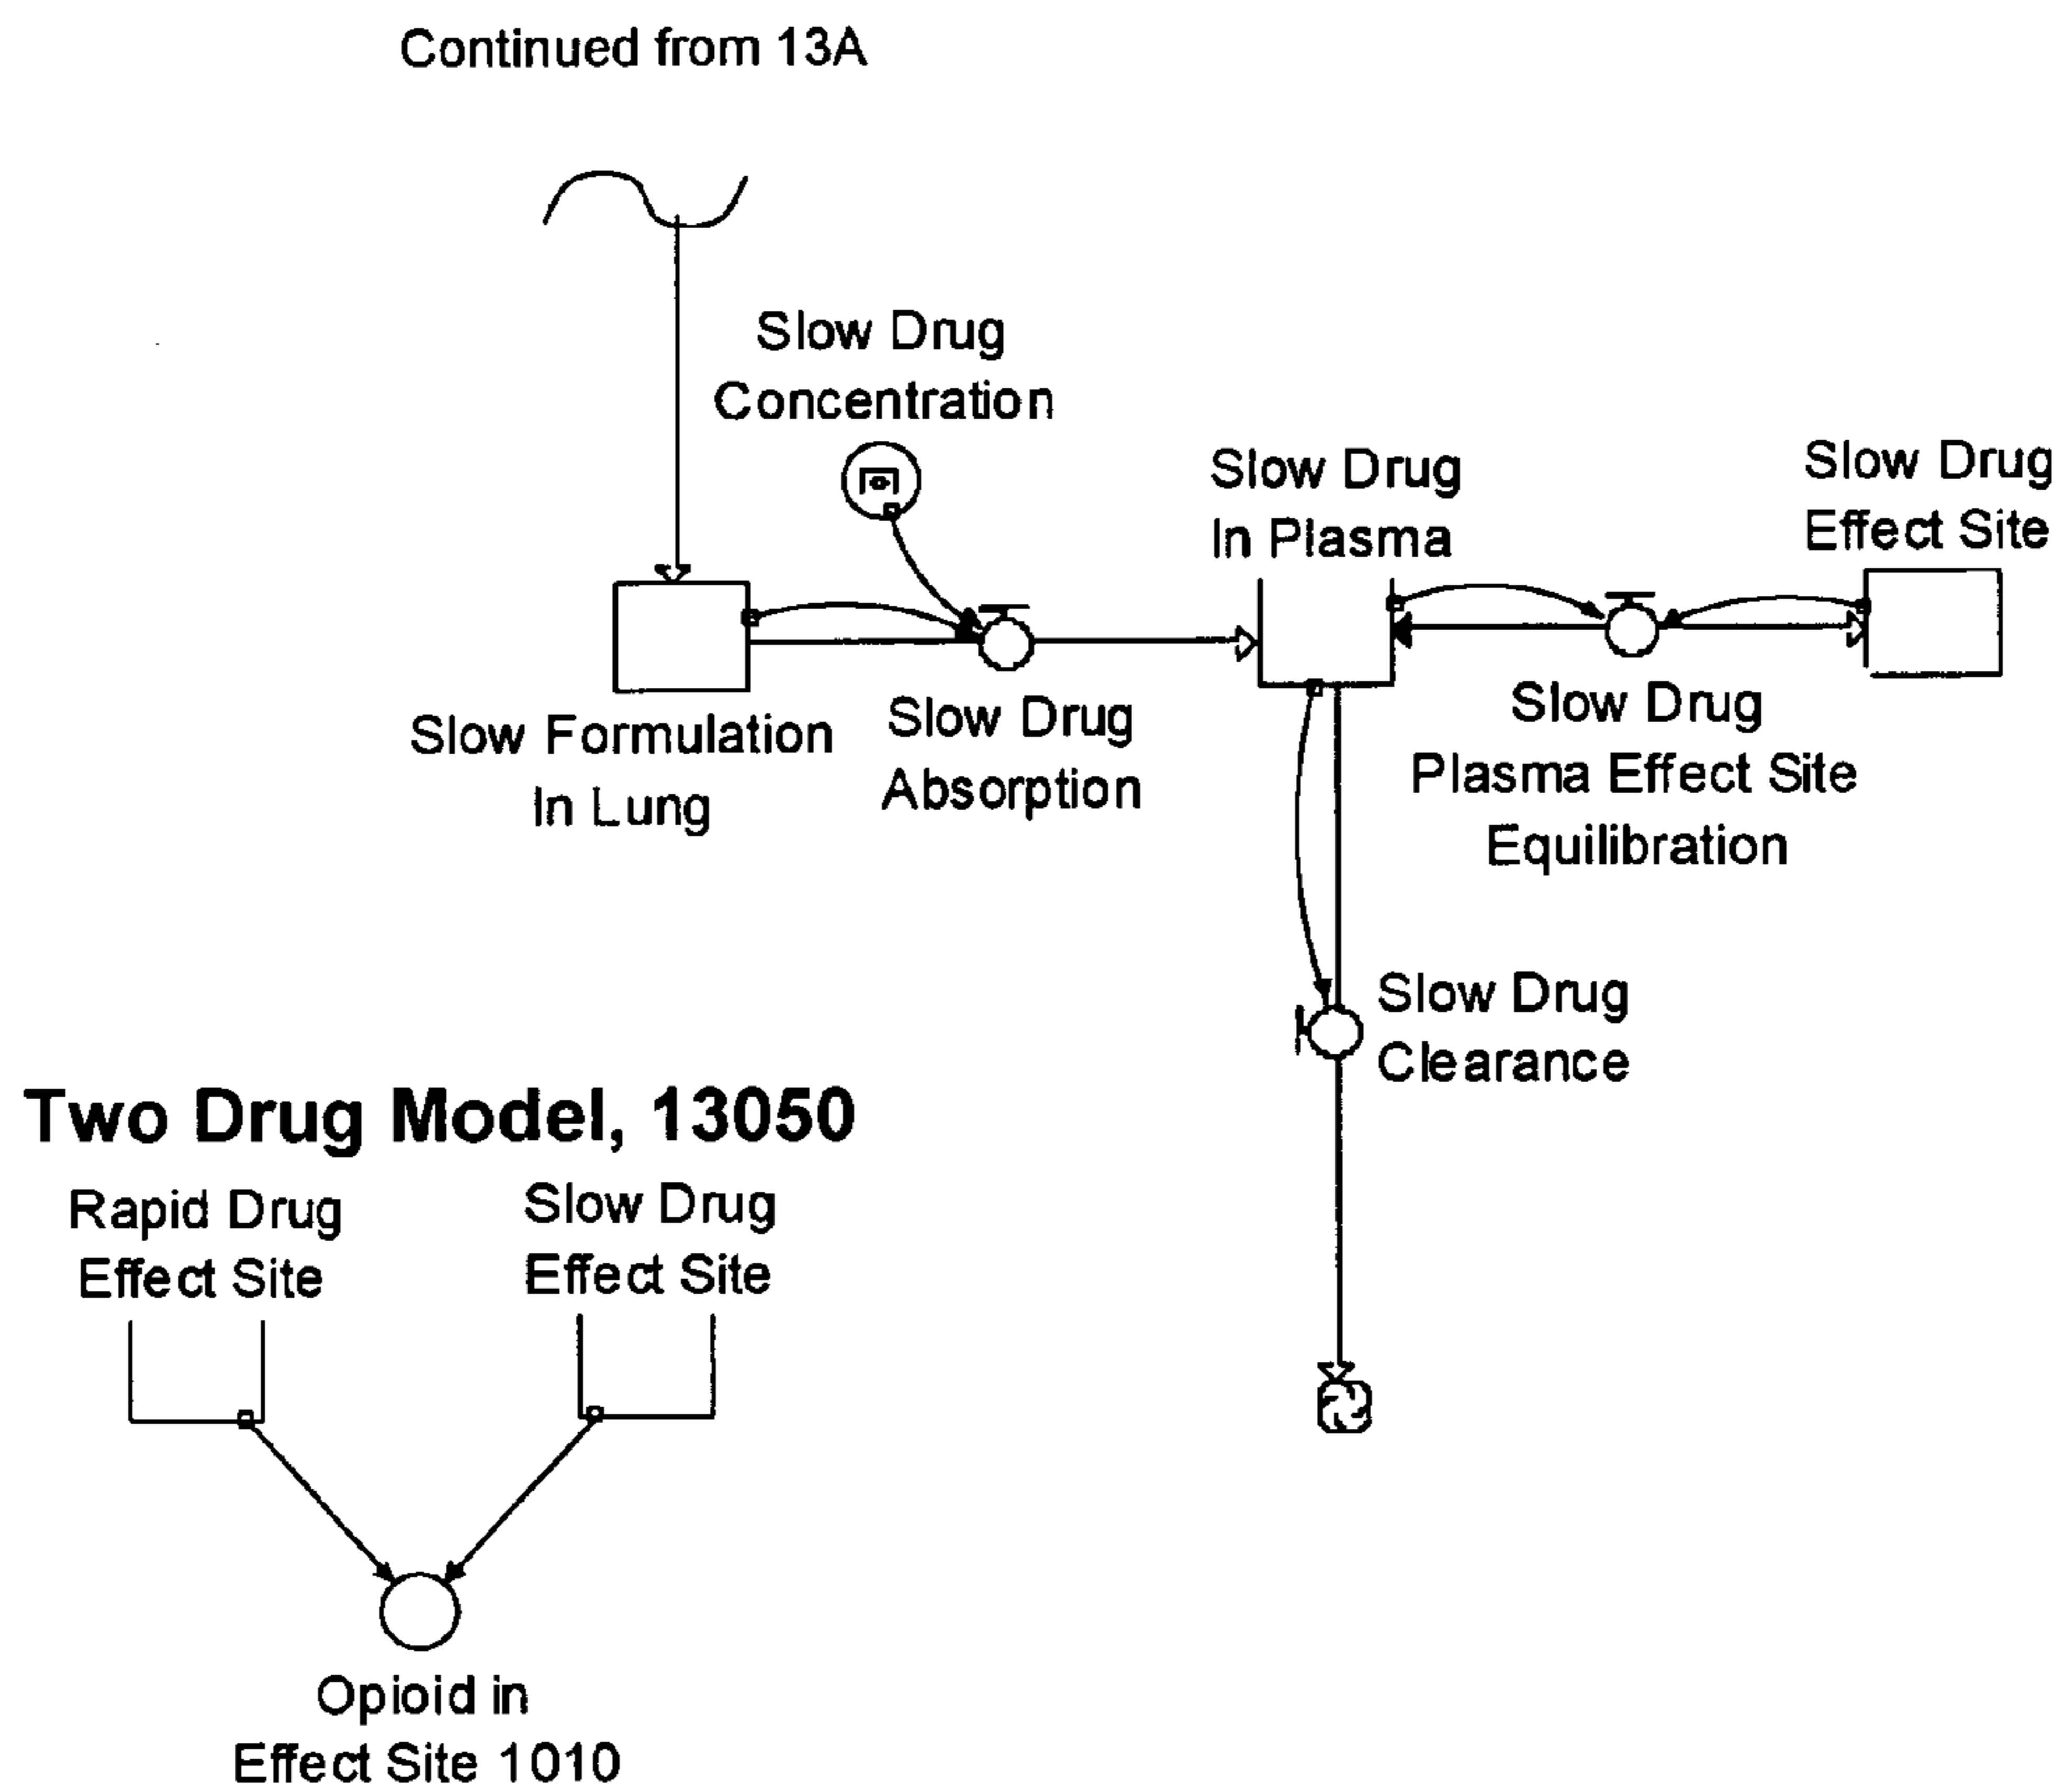 Continued from 13A
Slow Drug
Concentration
Slow Drug
In Plasma
Slow Drug
Effect Site
Slow Formulation
In Lung
Slow Drug
Absorption
Slow Drug
Plasma Effect Site
Equilibration
Slow Drug
Clearance
Two Drug Model, 13050
Rapid Drug
Effect Site
Slow Drug
Effect Site
Opioid in
Effect Site 1010